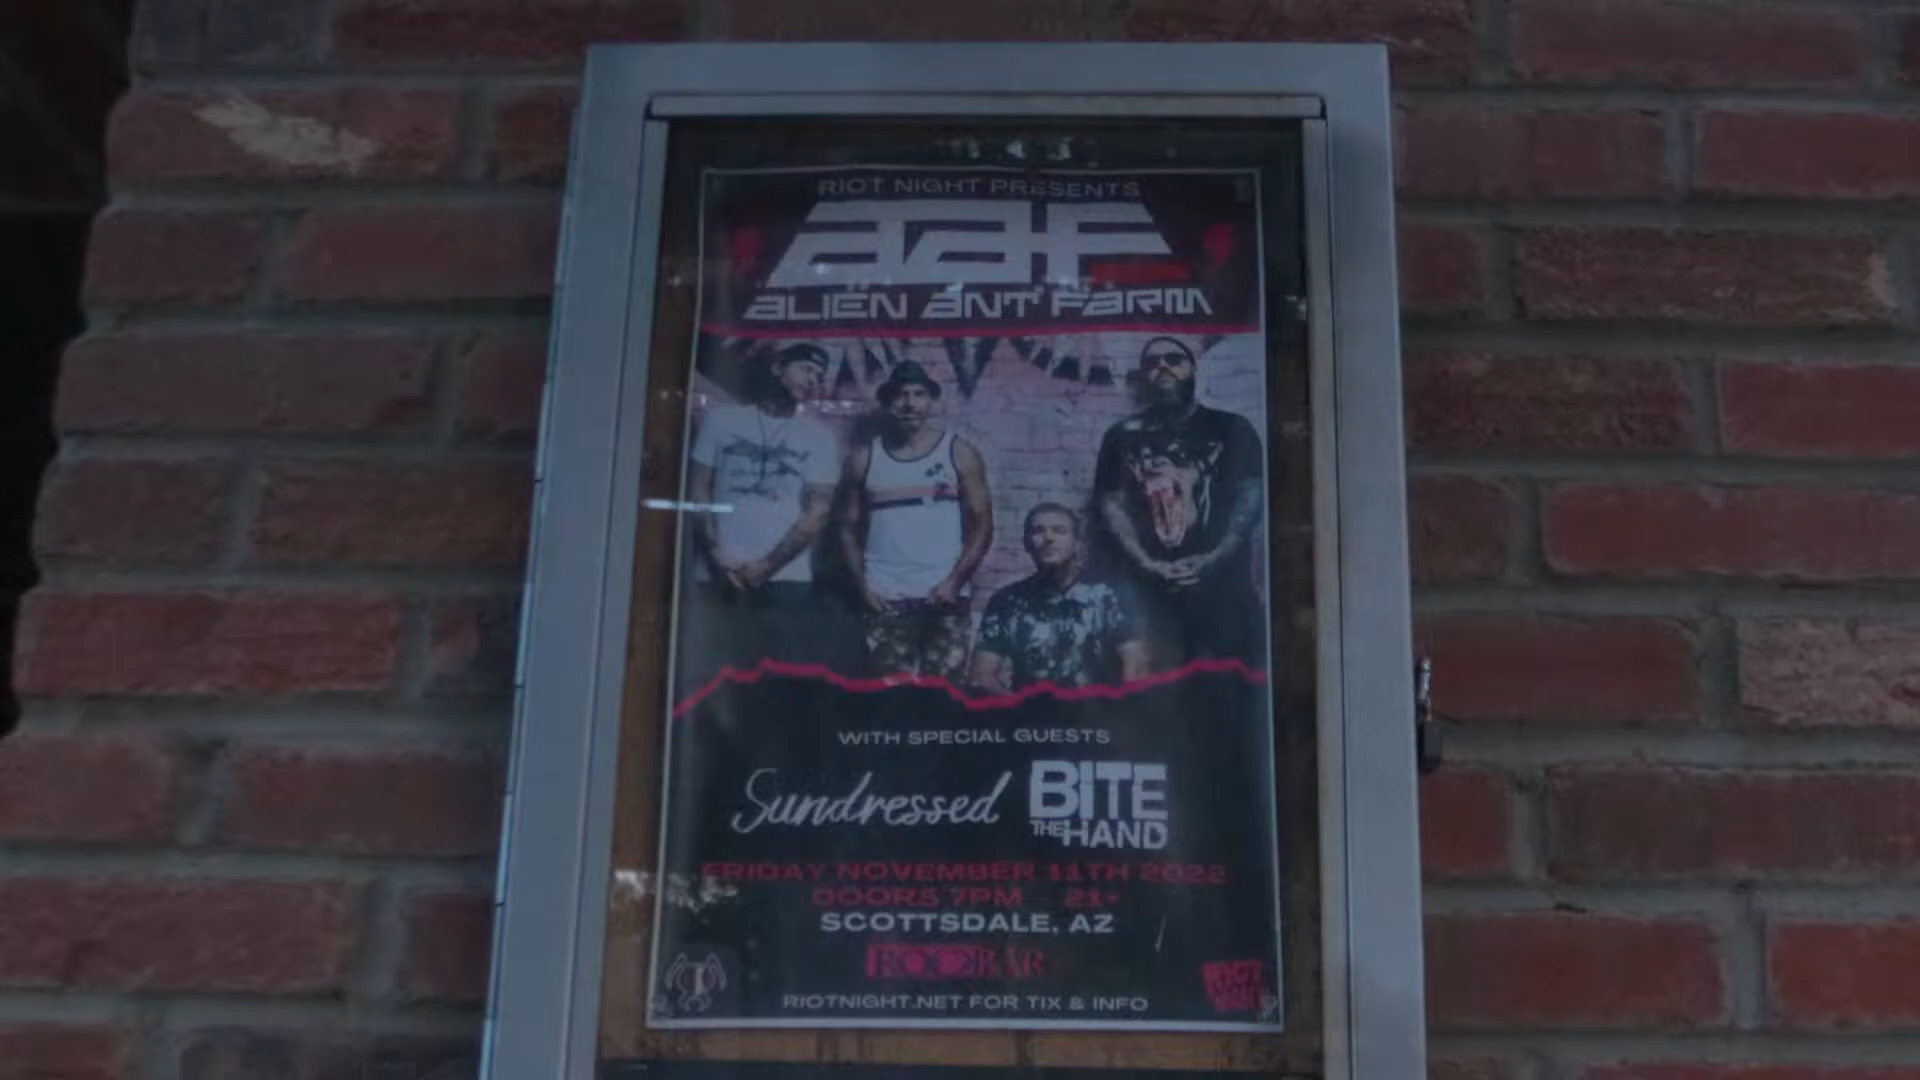 RIOT NIGHT PRESENTS
aaF
ALIEN ANT FARM
WITH SPECIAL GUESTS
Sundressed BITE THE HAND
FRIDAY NOVEMBER 11TH 2022
DOORS 7PM 21+
SCOTTSDALE, AZ
ROCKBAR
RIOTNIGHT.NET FOR TIX & INFO